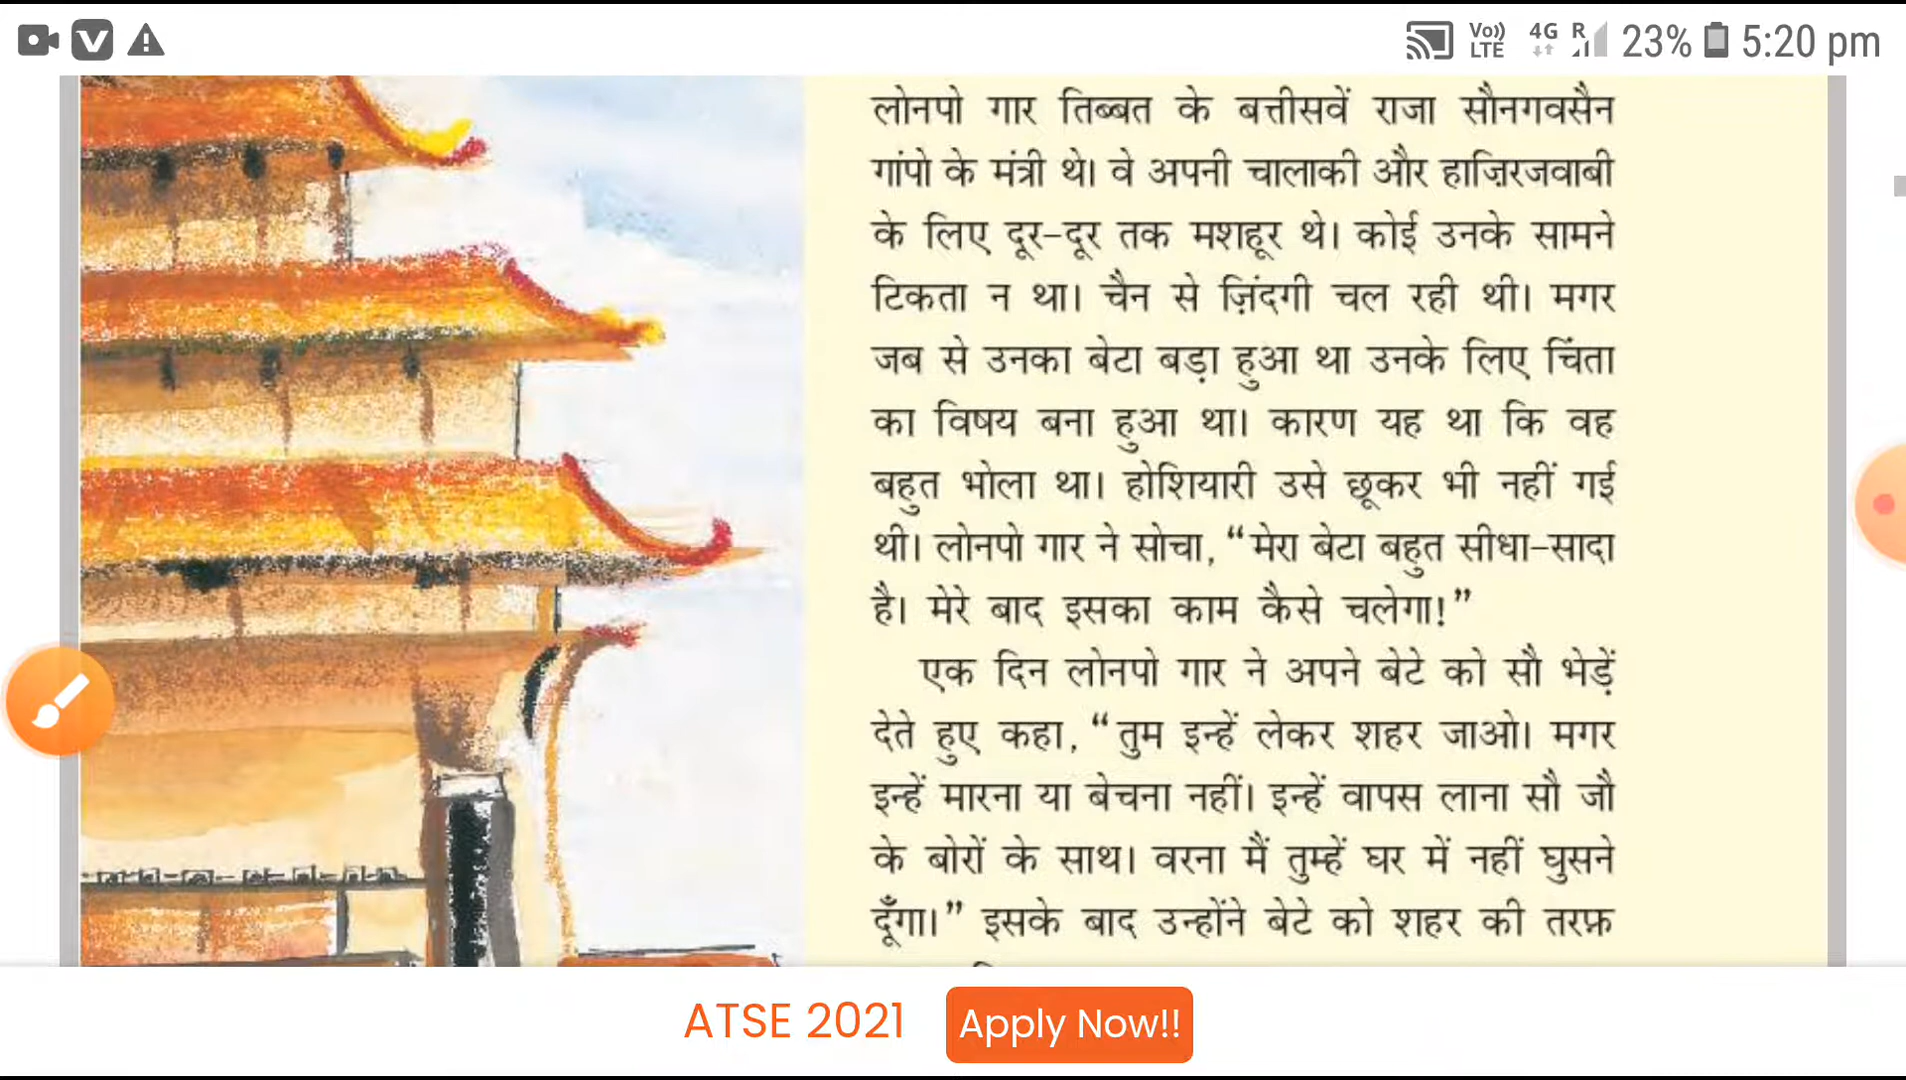 Vo)) LTE 4G R 23% 5:20 pm
लोनपो गार तिब्बत के बत्तीसवें राजा सौनगवसैन
गांपो के मंत्री थे। वे अपनी चालाकी और हाज़िरजवाबी
के लिए दूर-दूर तक मशहूर थे। कोई उनके सामने
टिकता न था। चैन से ज़िंदगी चल रही थी। मगर
जब से उनका बेटा बड़ा हुआ था उनके लिए चिंता
का विषय बना हुआ था। कारण यह था कि वह
बहुत भोला था। होशियारी उसे छूकर भी नहीं गई
थी। लोनपो गार ने सोचा, “मेरा बेटा बहुत सीधा-सादा
है। मेरे बाद इसका काम कैसे चलेगा!”
एक दिन लोनपो गार ने अपने बेटे को सौ भेड़ें
देते हुए कहा, “तुम इन्हें लेकर शहर जाओ। मगर
इन्हें मारना या बेचना नहीं। इन्हें वापस लाना सौ जौ
के बोरों के साथ। वरना मैं तुम्हें घर में नहीं घुसने
दूँगा।” इसके बाद उन्होंने बेटे को शहर की तरफ़
ATSE 2021 Apply Now!!